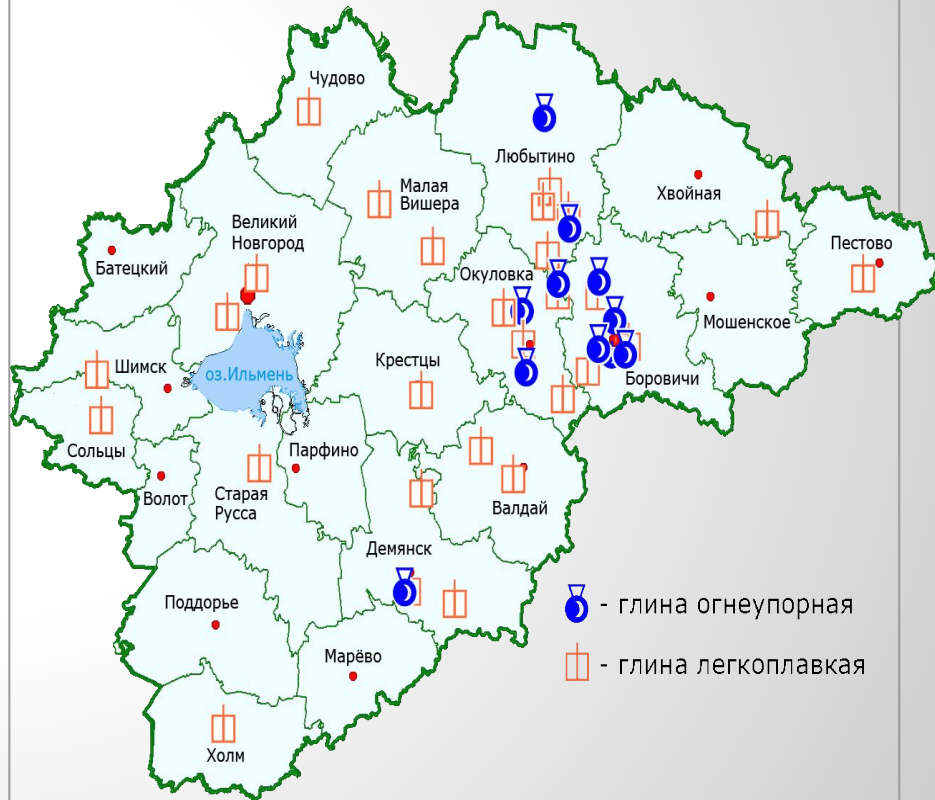 Чудово
Любытино
Малая
Вишера
Хвойная
Великий
Новгород
Пестово
Батецкий
Окуловка
Мошенское
Крестцы
Шимск
оз.Ильмень
Боровичи
Сольцы
Парфино
Волот
Старая
Русса
Валдай
Демянск
Поддорье
- глина огнеупорная
Марёво
- глина легкоплавкая
Холм